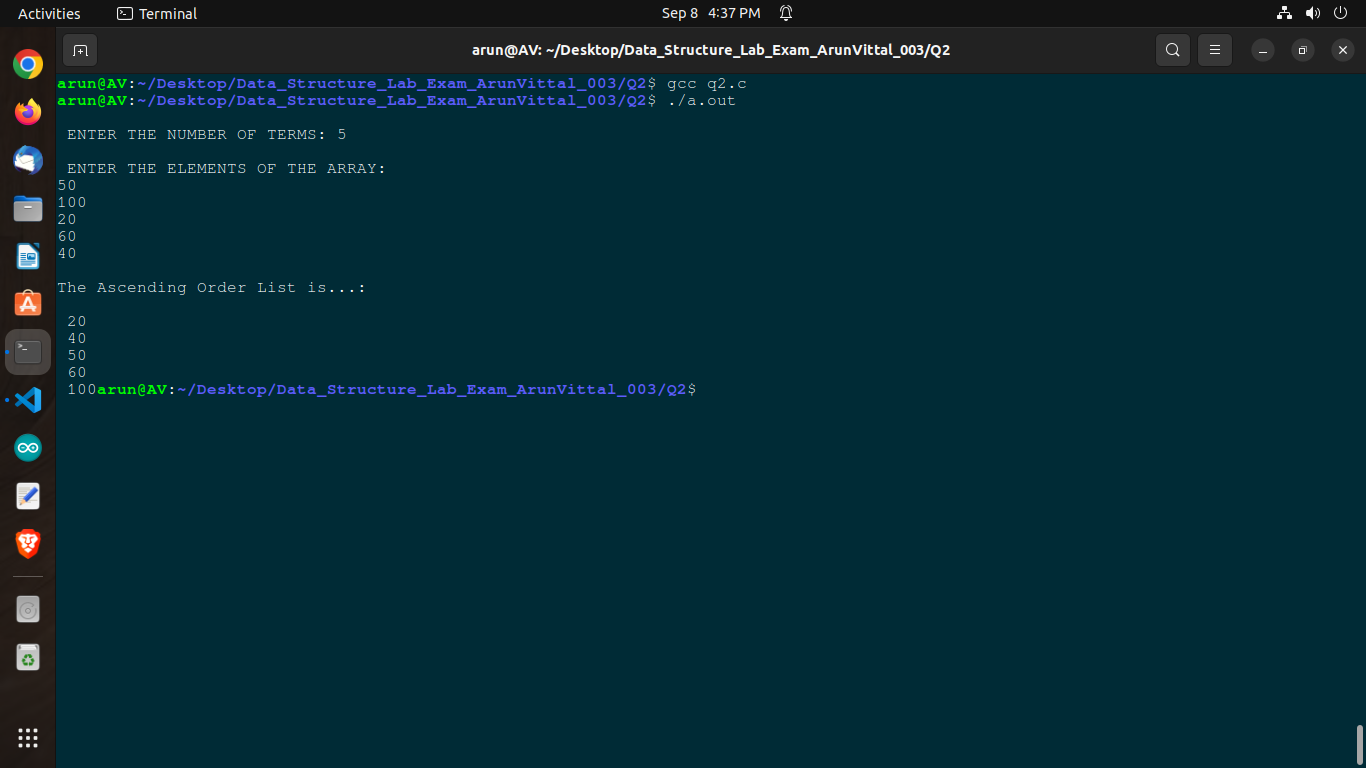 Activities Terminal Sep 8 4:37 PM
arun@AV: ~/Desktop/Data_Structure_Lab_Exam_ArunVittal_003/Q2
arun@AV:~/Desktop/Data_Structure_Lab_Exam_ArunVittal_003/Q2$ gcc q2.c
arun@AV:~/Desktop/Data_Structure_Lab_Exam_ArunVittal_003/Q2$ ./a.out
ENTER THE NUMBER OF TERMS: 5
ENTER THE ELEMENTS OF THE ARRAY:
50
100
20
60
40
The Ascending Order List is...:
20
40
50
60
100arun@AV:~/Desktop/Data_Structure_Lab_Exam_ArunVittal_003/Q2$